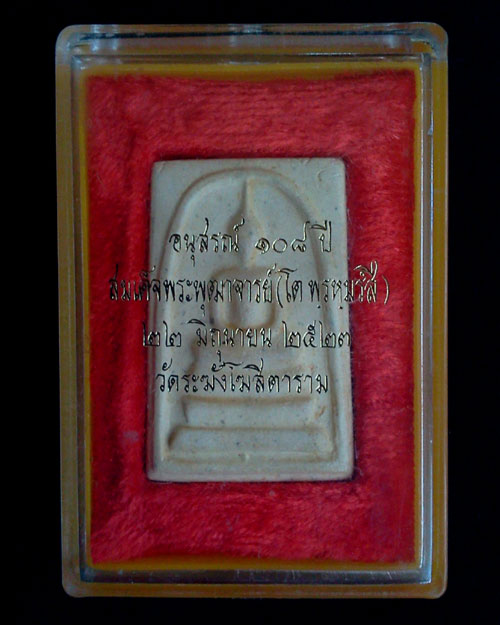 อนุสรณ์ ๑๐๘ ปี
สมเด็จพระพุฒาจารย์ (โต พฺรหฺมรํสี)
๒๒ มิถุนายน ๒๕๒๓
วัดระฆังโฆสิตาราม